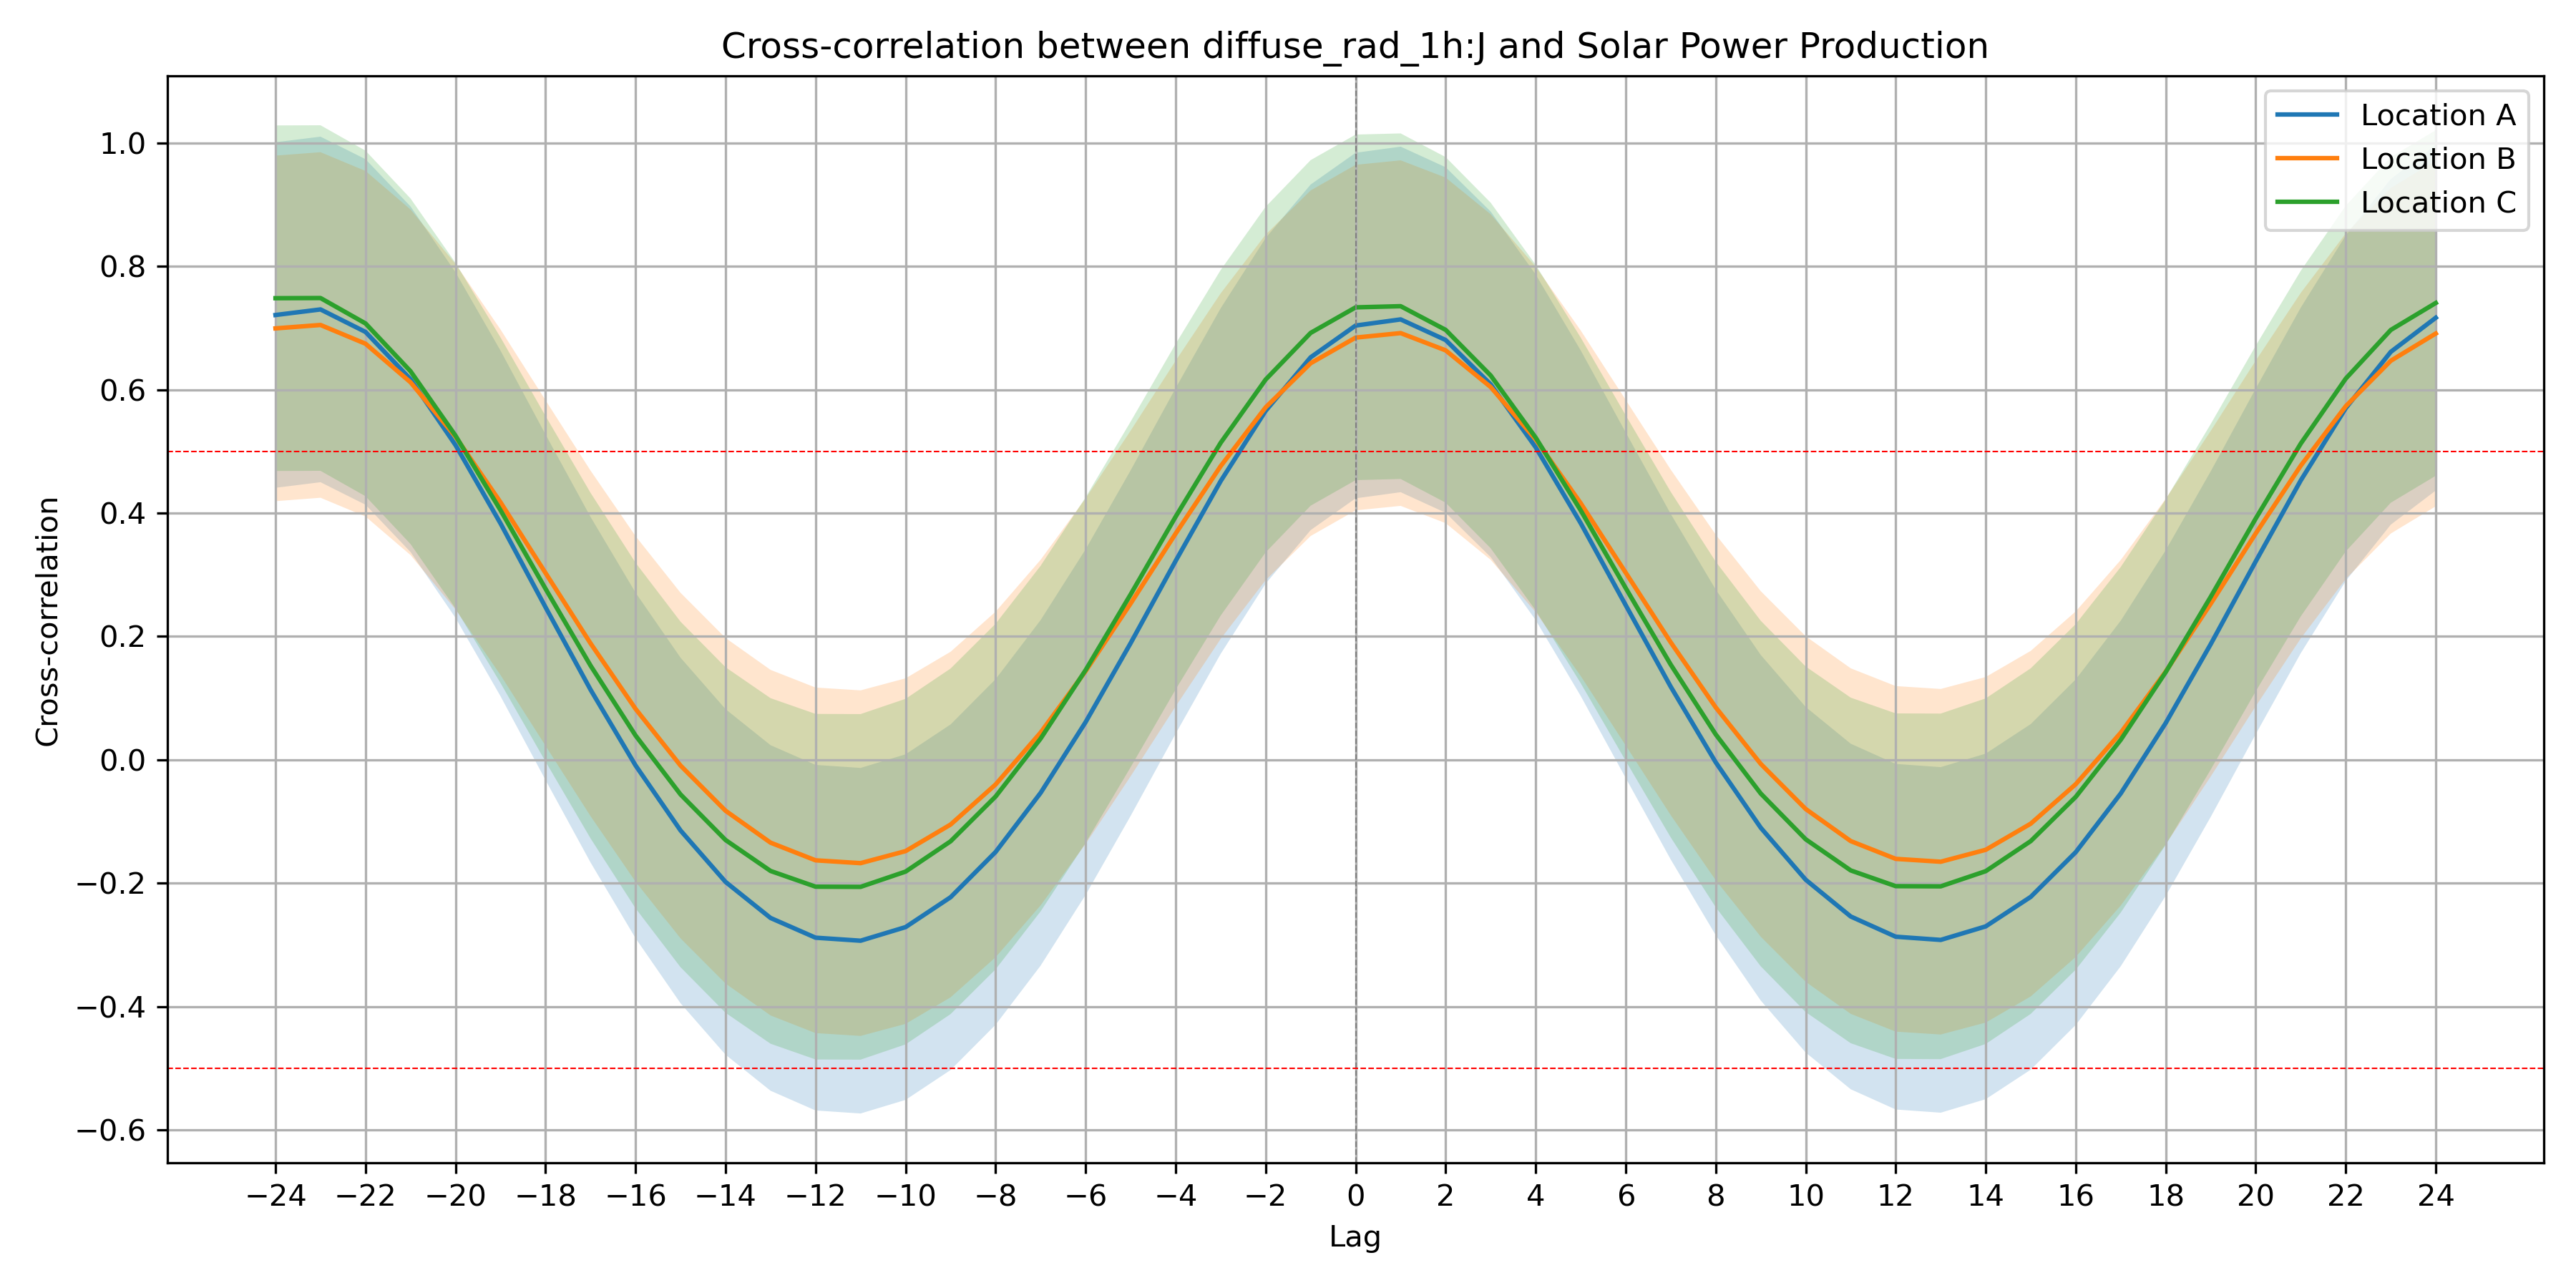 Cross-correlation between diffuse_rad_1h:J and Solar Power Production
Location A
Location B
Location C
1.0
0.8
0.6
0.4
0.2
0.0
−0.2
−0.4
−0.6
Cross-correlation
−24 −22 −20 −18 −16 −14 −12 −10 −8 −6 −4 −2 0 2 4 6 8 10 12 14 16 18 20 22 24
Lag